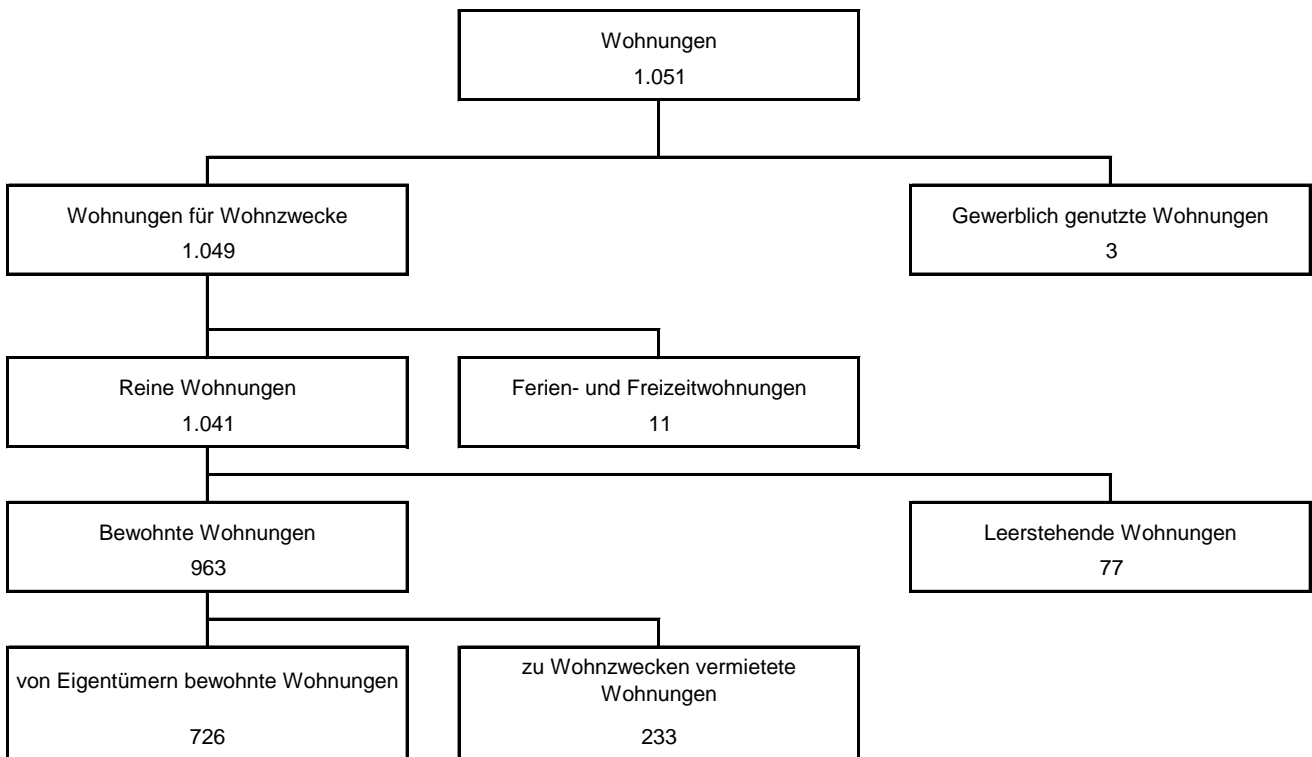 Wohnungen
1.051
Wohnungen für Wohnzwecke
1.049
Gewerblich genutzte Wohnungen
3
Reine Wohnungen
1.041
Ferien- und Freizeitwohnungen
11
Bewohnte Wohnungen
963
Leerstehende Wohnungen
77
von Eigentümern bewohnte Wohnungen
726
zu Wohnzwecken vermietete
Wohnungen
233